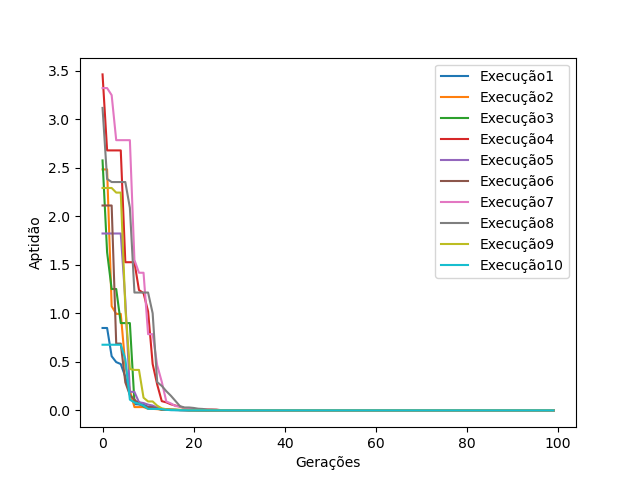 3.5
3.0
2.5
2.0
1.5
1.0
0.5
0.0
Aptidão
0 20 40 60 80 100
Gerações
Execução1
Execução2
Execução3
Execução4
Execução5
Execução6
Execução7
Execução8
Execução9
Execução10